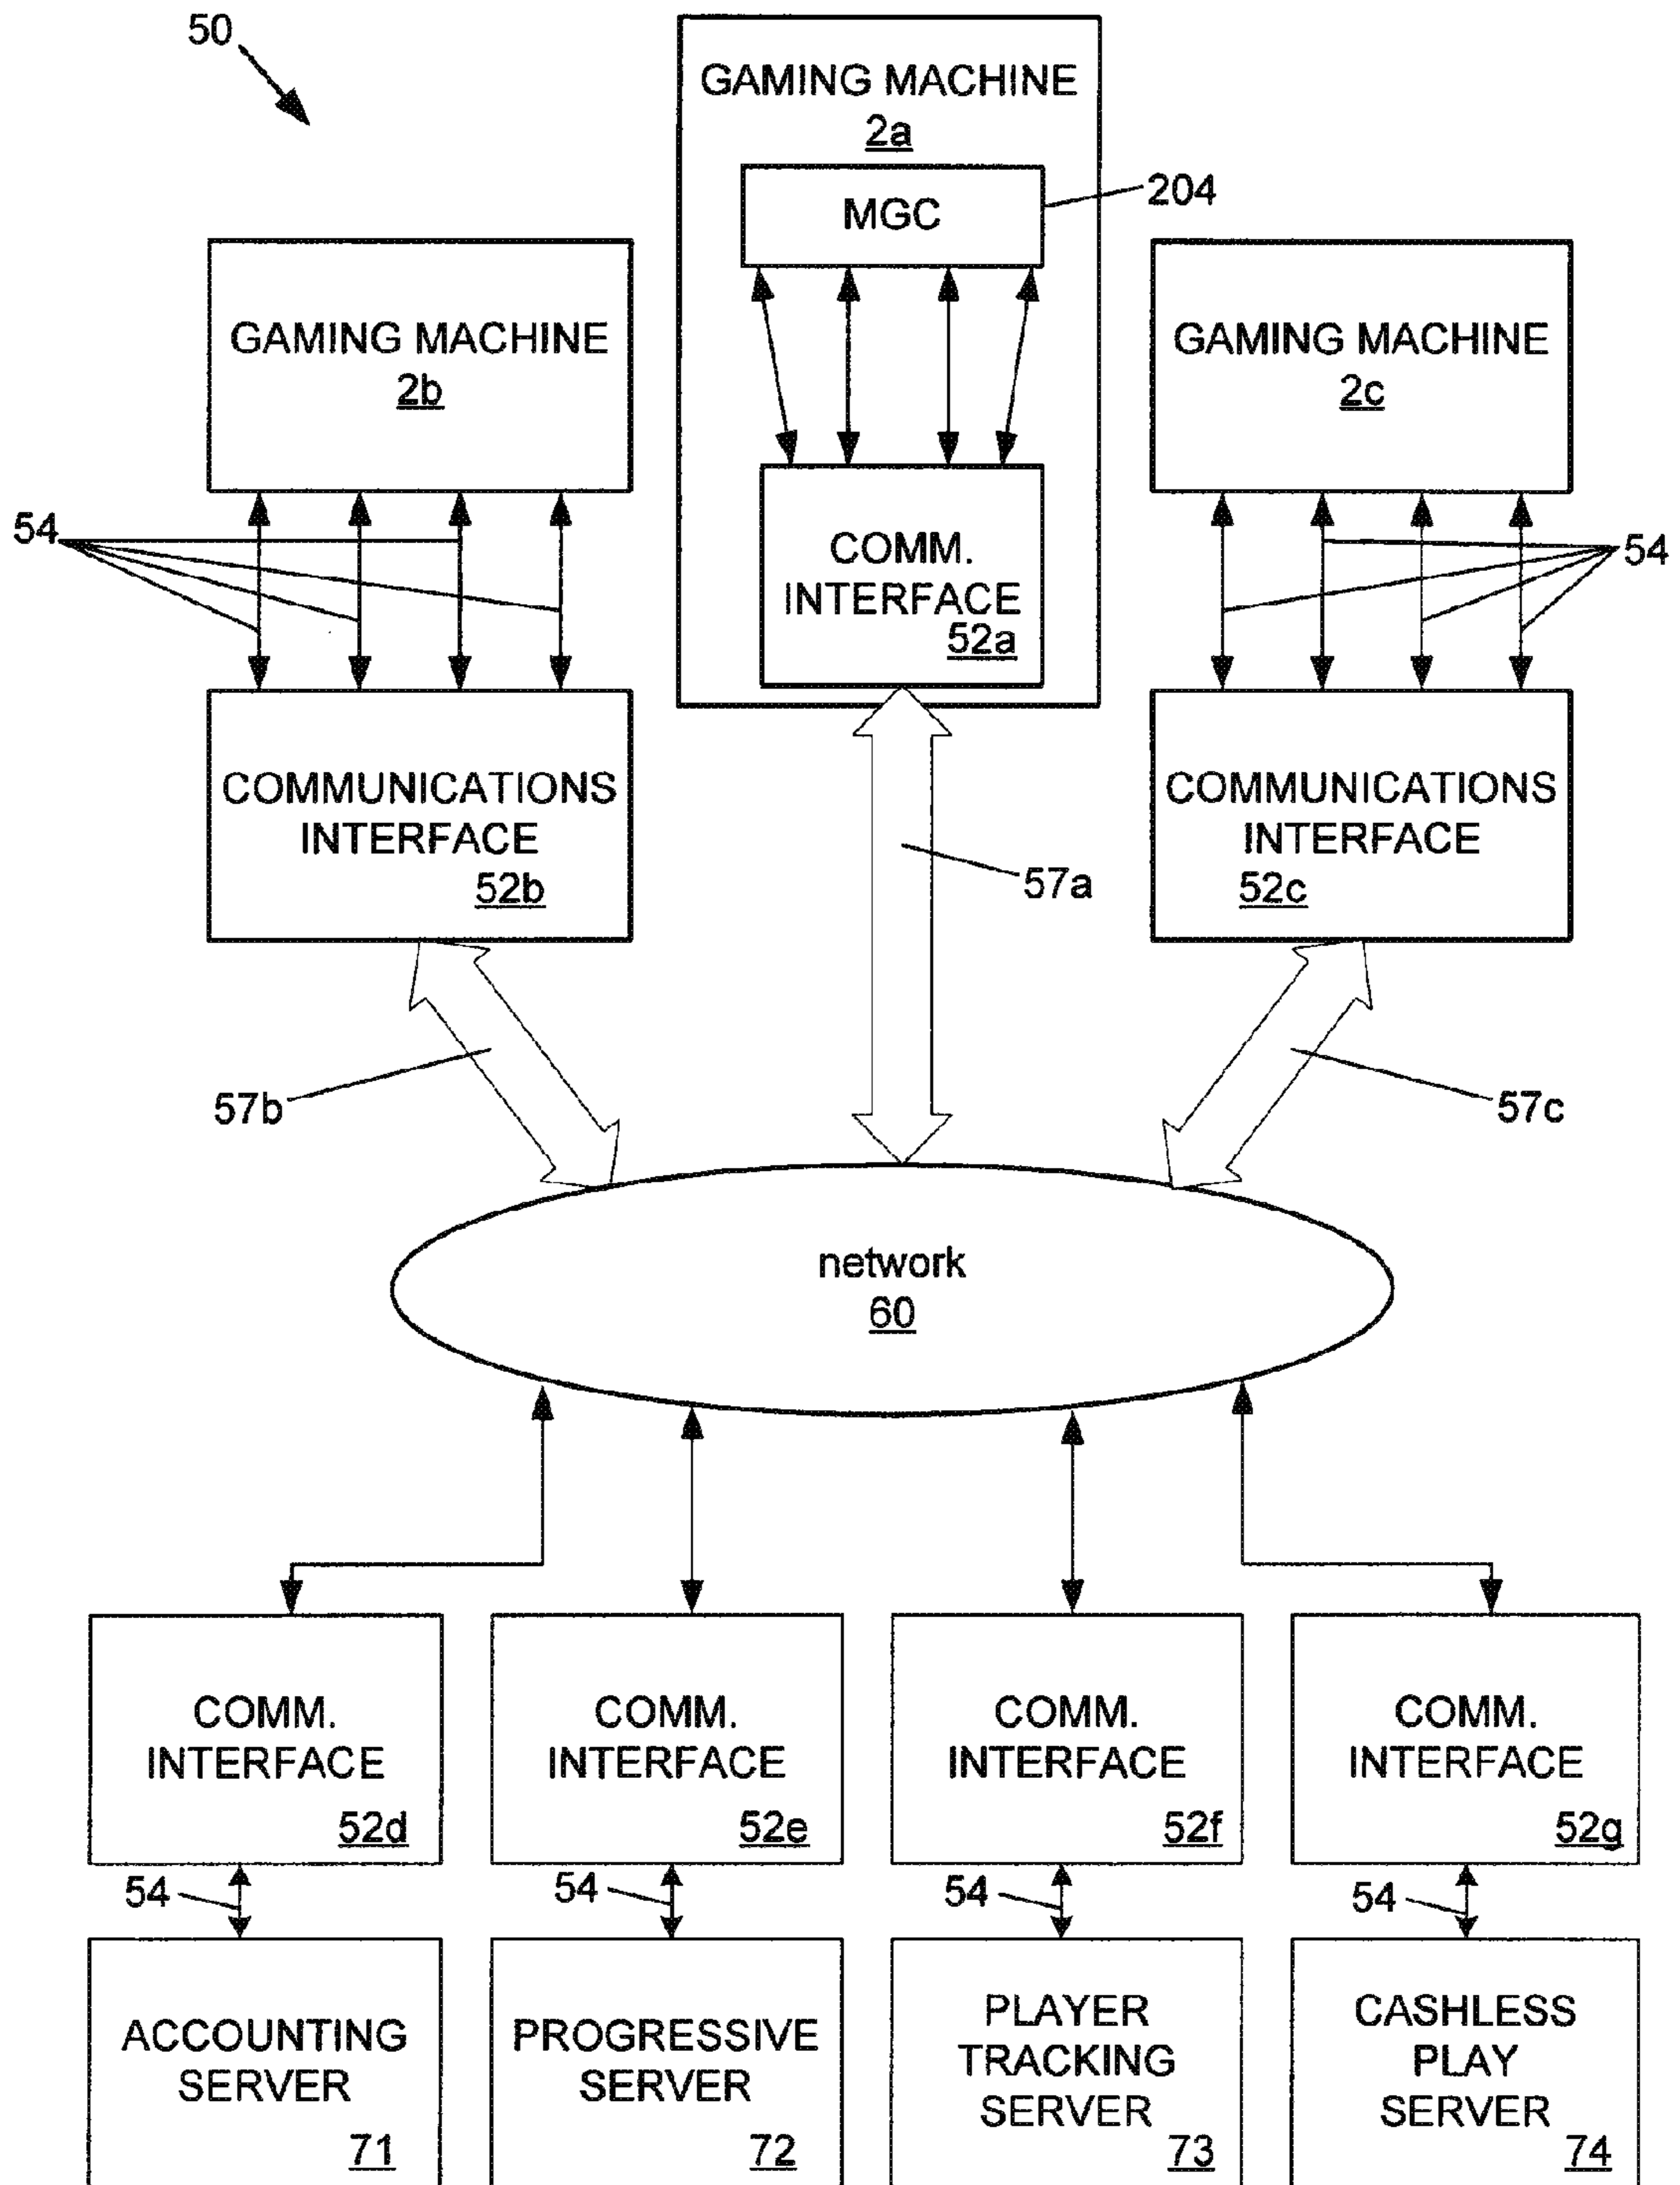 50
GAMING MACHINE
2a
MGC
204
GAMING MACHINE
2b
GAMING MACHINE
2c
54
54
COMM.
INTERFACE
52a
COMMUNICATIONS
INTERFACE
52b
COMMUNICATIONS
INTERFACE
52c
57a
57b
57c
network
60
COMM.
INTERFACE
52d
COMM.
INTERFACE
52e
COMM.
INTERFACE
52f
COMM.
INTERFACE
52g
54
54
54
54
ACCOUNTING
SERVER
71
PROGRESSIVE
SERVER
72
PLAYER
TRACKING
SERVER
73
CASHLESS
PLAY
SERVER
74